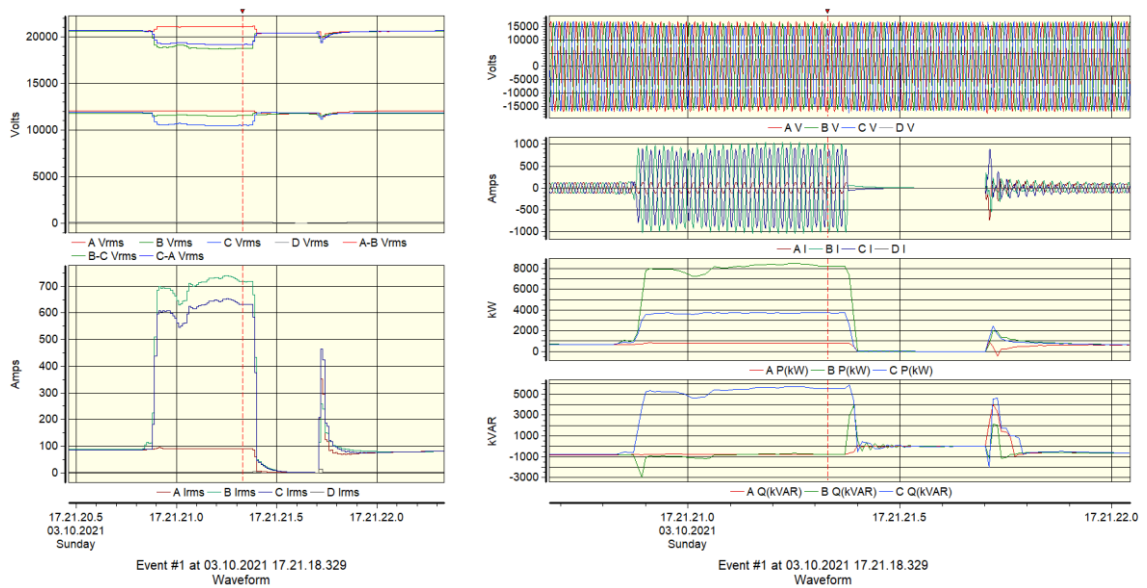 Volts
20000
15000
10000
5000
0
A Vrms B Vrms C Vrms D Vrms A-B Vrms
B-C Vrms C-A Vrms
Amps
700
600
500
400
300
200
100
0
A Irms B Irms C Irms D Irms
17.21.20.5 17.21.21.0 17.21.21.5 17.21.22.0
03.10.2021
Sunday
Event #1 at 03.10.2021 17.21.18.329
Waveform
Volts
15000
10000
5000
0
-5000
-10000
-15000
A V B V C V D V
Amps
1000
500
0
-500
-1000
A I B I C I D I
kW
8000
6000
4000
2000
0
A P(kW) B P(kW) C P(kW)
kVAR
5000
3000
1000
-1000
-3000
A Q(kVAR) B Q(kVAR) C Q(kVAR)
17.21.21.0 17.21.21.5 17.21.22.0
03.10.2021
Sunday
Event #1 at 03.10.2021 17.21.18.329
Waveform